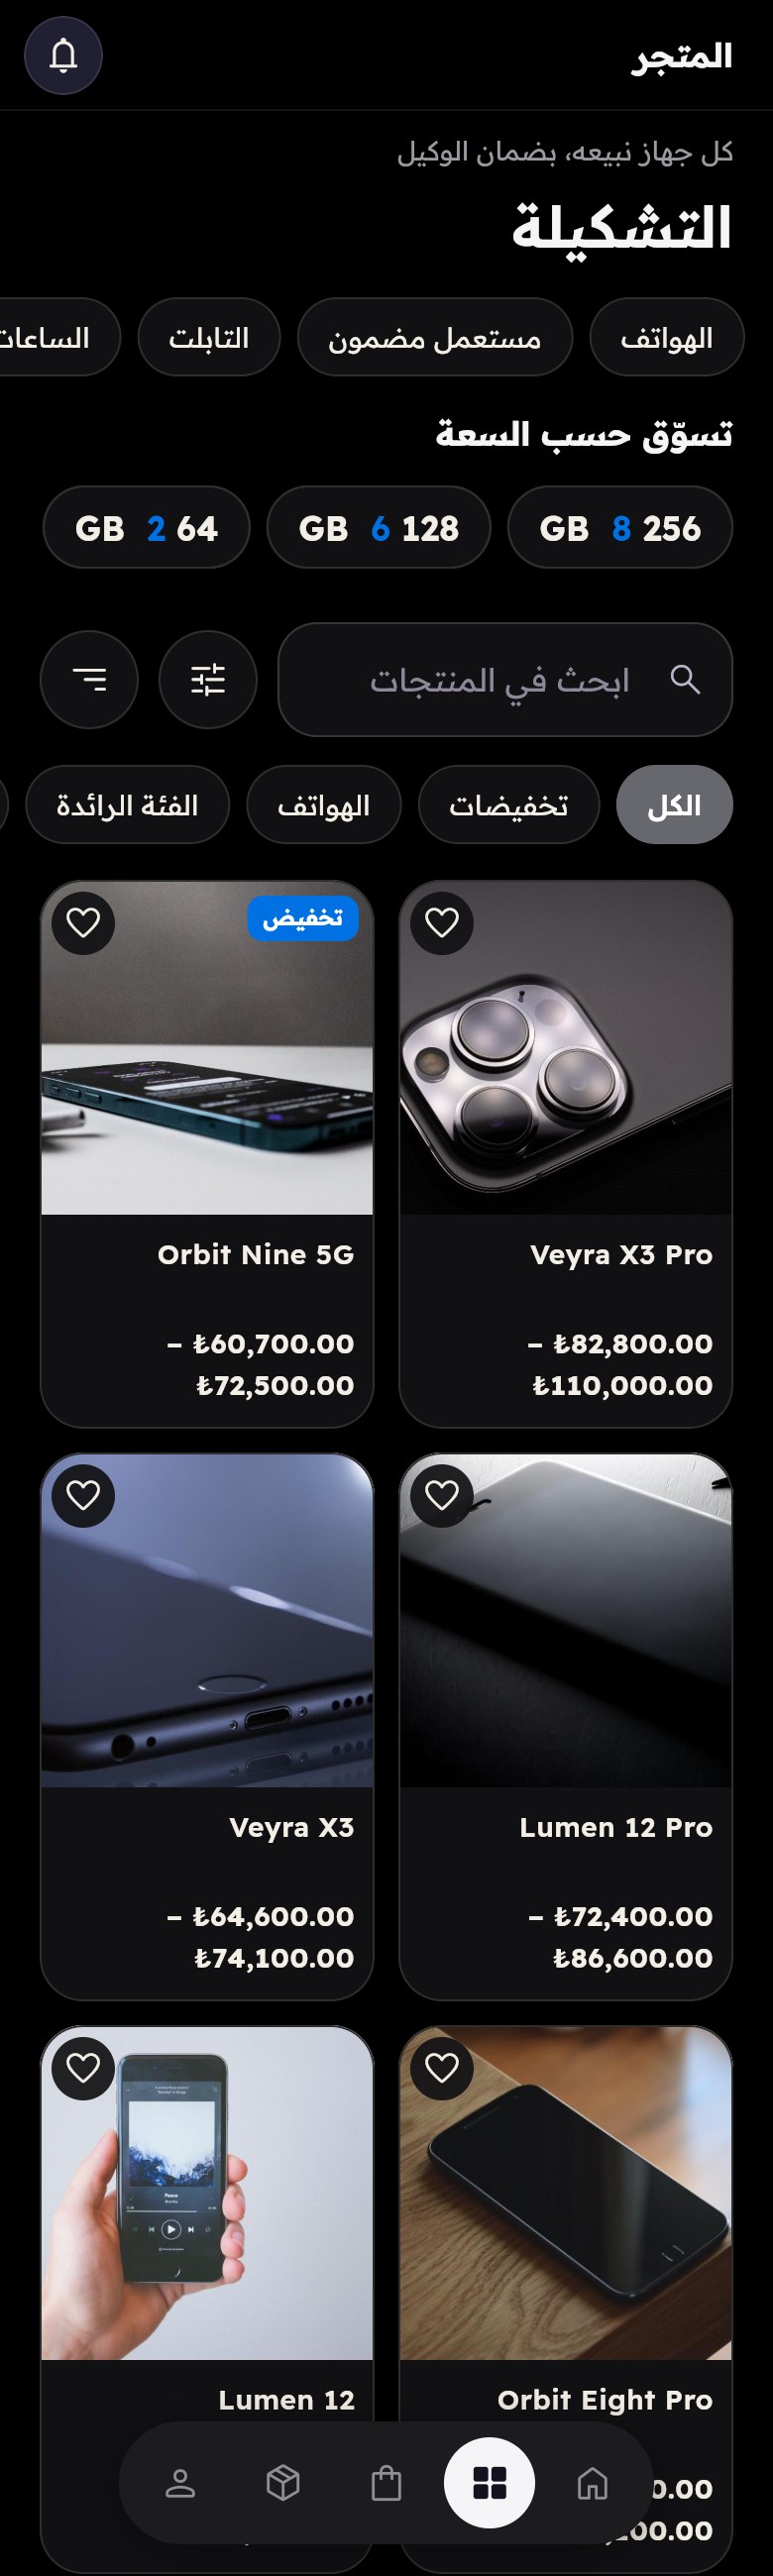 المتجر
كل جهاز نبيعه، بضمان الوكيل
التشكيلة
الهواتف
مستعمل مضمون
التابلت
الساعات
تسوّق حسب السعة
256 8 GB
128 6 GB
64 2 GB
ابحث في المنتجات
الكل
تخفيضات
الهواتف
الفئة الرائدة
تخفيض
Veyra X3 Pro
₺82,800.00 –
₺110,000.00
Orbit Nine 5G
₺60,700.00 –
₺72,500.00
Lumen 12 Pro
₺72,400.00 –
₺86,600.00
Veyra X3
₺64,600.00 –
₺74,100.00
Orbit Eight Pro
Lumen 12